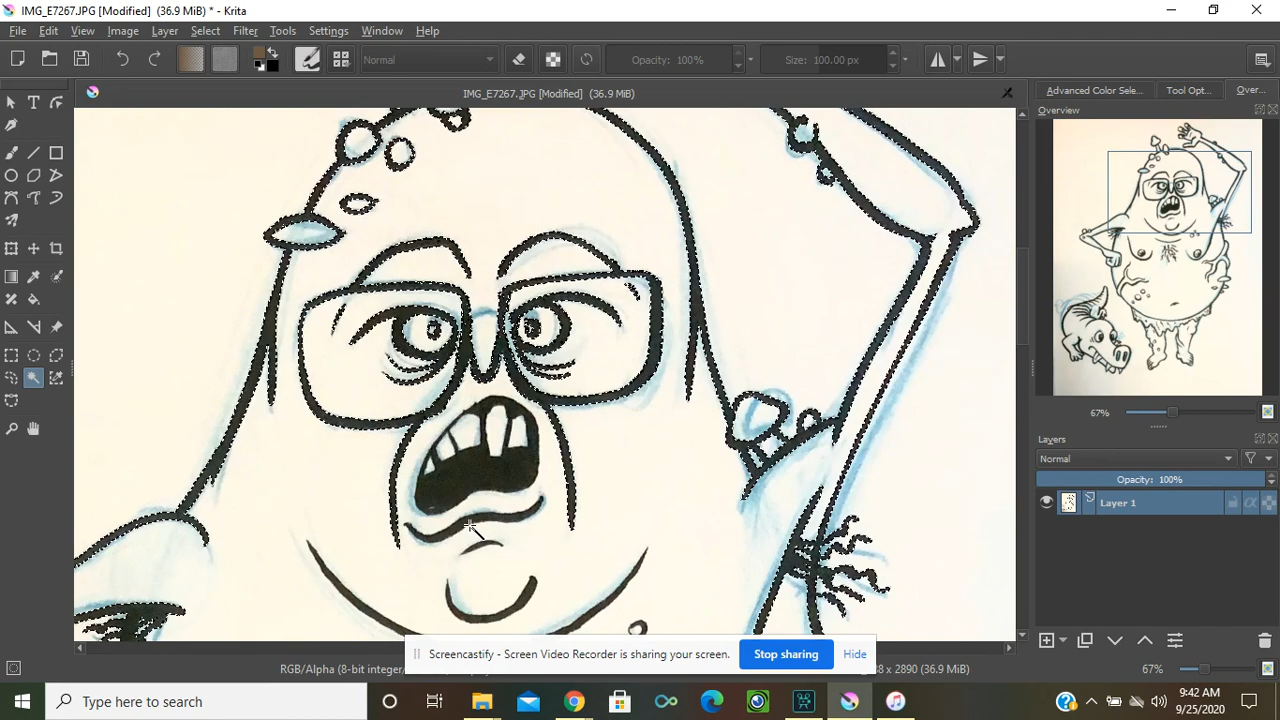 IMG_E7267.JPG [Modified] (36.9 MiB) * - Krita
File Edit View Image Layer Select Filter Tools Settings Window Help
Normal Opacity: 100% Size: 100.00 px
IMG_E7267.JPG [Modified] (36.9 MiB)
Advanced Color Sele... Tool Opt... Over...
Overview
67%
Layers
Normal
Opacity: 100%
Layer 1
Screencastify - Screen Video Recorder is sharing your screen. Stop sharing Hide
RGB/Alpha (8-bit integer/ 2890 (36.9 MiB) 67%
Type here to search
9:42 AM
9/25/2020